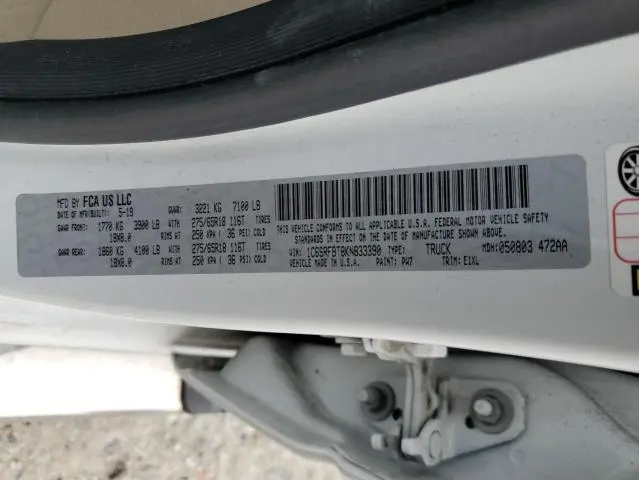 MFD BY FCA US LLC
DATE OF MFR(BUILT): 5-19 GVWR: 3221 KG 7100 LB
GAWR FRONT: 1770 KG 3900 LB 275/65R18 116T TIRES
18X8.0 RIMS AT 250 KPA ( 36 PSI) COLD
GAWR REAR: 1860 KG 4100 LB 275/65R18 116T TIRES
18X8.0 RIMS AT 250 KPA ( 36 PSI) COLD
THIS VEHICLE CONFORMS TO ALL APPLICABLE U.S.A. FEDERAL MOTOR VEHICLE SAFETY
STANDARDS IN EFFECT ON THE DATE OF MANUFACTURE SHOWN ABOVE.
VIN: 1C6SRFBT8KN833390 TYPE: TRUCK MDH: 050803 472AA
VEHICLE MADE IN U.S.A. PAINT: PW7 TRIM: E1XL